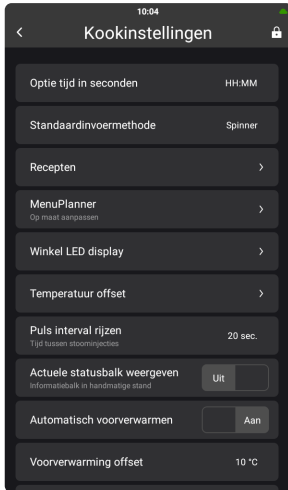 10:04
Kookinstellingen
Optie tijd in seconden HH:MM
Standaardinvoermethode Spinner
Recepten
MenuPlanner
Op maat aanpassen
Winkel LED display
Temperatuur offset
Puls interval rijzen 20 sec.
Tijd tussen stoominjecties
Actuele statusbalk weergeven Uit
Informatiebalk in handmatige stand
Automatisch voorverwarmen Aan
Voorverwarming offset 10 °C